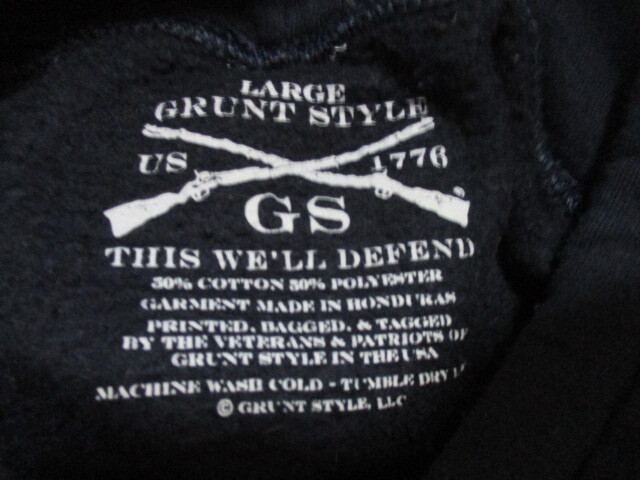 LARGE
GRUNT STYLE
US 1776
GS
THIS WE'LL DEFEND
50% COTTON 50% POLYESTER
GARMENT MADE IN HONDURAS
PRINTED, BAGGED, & TAGGED
BY THE VETERANS & PATRIOTS OF
GRUNT STYLE IN THE USA
MACHINE WASH COLD - TUMBLE DRY
© GRUNT STYLE, LLC